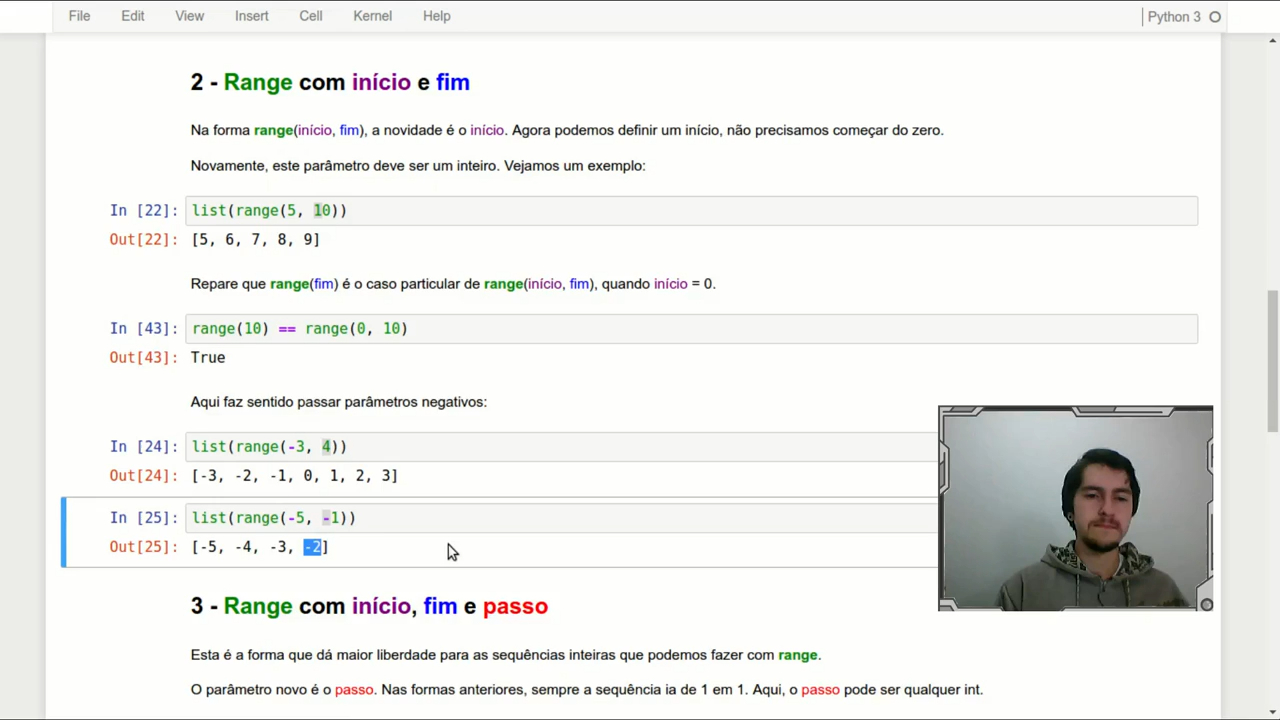 File Edit View Insert Cell Kernel Help Python 3
2 - Range com início e fim
Na forma range(início, fim), a novidade é o início. Agora podemos definir um início, não precisamos começar do zero.
Novamente, este parâmetro deve ser um inteiro. Vejamos um exemplo:
In [22]: list(range(5, 10))
Out[22]: [5, 6, 7, 8, 9]
Repare que range(fim) é o caso particular de range(início, fim), quando início = 0.
In [43]: range(10) == range(0, 10)
Out[43]: True
Aqui faz sentido passar parâmetros negativos:
In [24]: list(range(-3, 4))
Out[24]: [-3, -2, -1, 0, 1, 2, 3]
In [25]: list(range(-5, -1))
Out[25]: [-5, -4, -3, -2]
3 - Range com início, fim e passo
Esta é a forma que dá maior liberdade para as sequências inteiras que podemos fazer com range.
O parâmetro novo é o passo. Nas formas anteriores, sempre a sequência ia de 1 em 1. Aqui, o passo pode ser qualquer int.